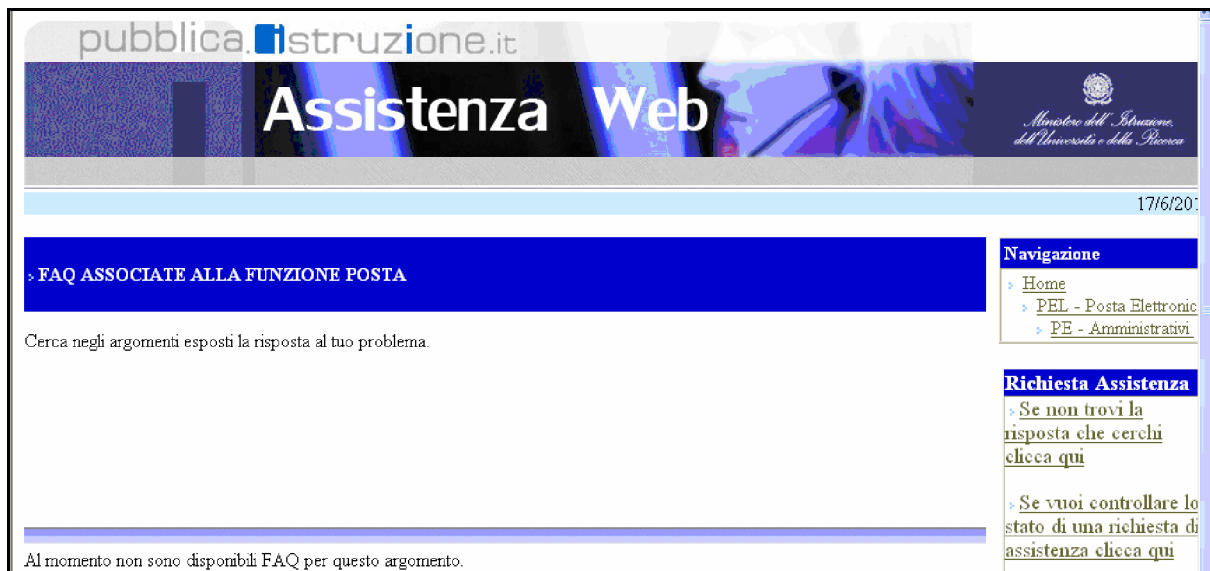 pubblica.istruzione.it
Assistenza Web
Ministero dell'Istruzione,
dell'Università e della Ricerca
17/6/201
FAQ ASSOCIATE ALLA FUNZIONE POSTA
Cerca negli argomenti esposti la risposta al tuo problema.
Al momento non sono disponibili FAQ per questo argomento.
Navigazione
Home
PEL - Posta Elettronic
PE - Amministrativi
Richiesta Assistenza
Se non trovi la
risposta che cerchi
clicca qui
Se vuoi controllare lo
stato di una richiesta di
assistenza clicca qui